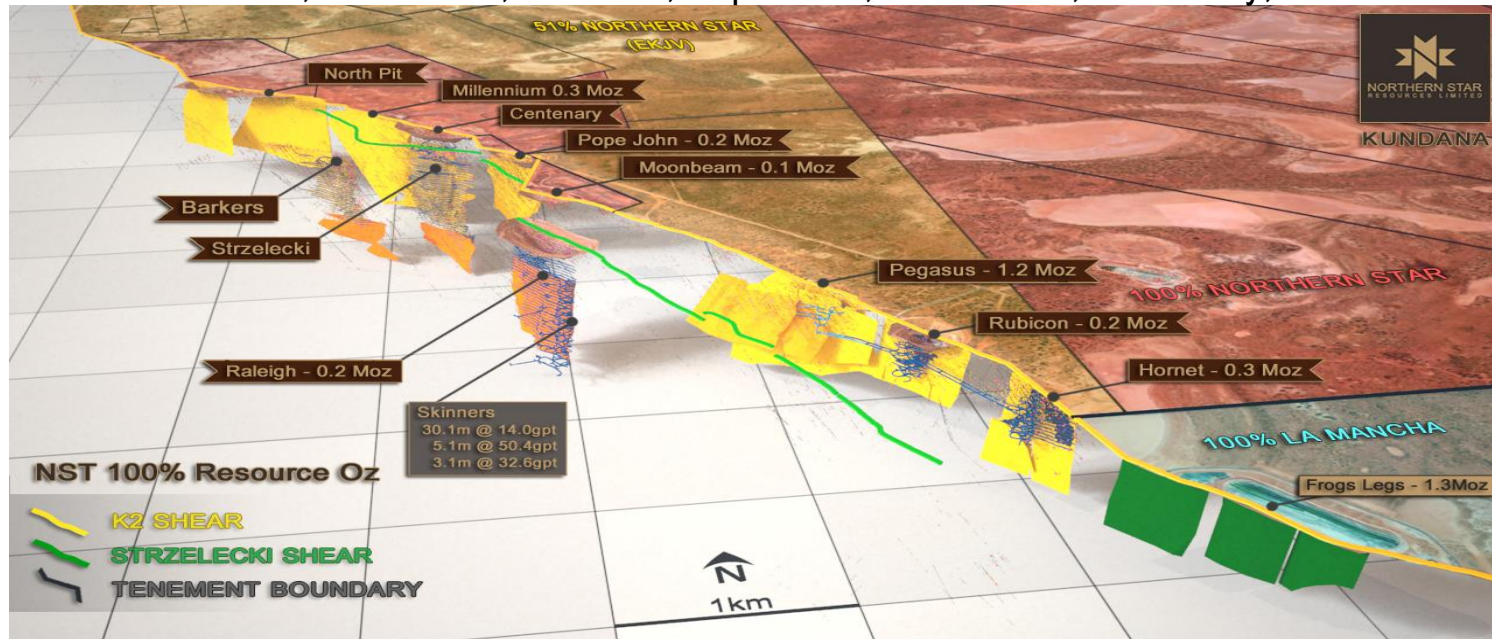 51% NORTHERN STAR
(EKJV)
NORTHERN STAR
RESOURCES LIMITED
KUNDANA
North Pit
Millennium 0.3 Moz
Centenary
Pope John - 0.2 Moz
Moonbeam - 0.1 Moz
Barkers
Strzelecki
Pegasus - 1.2 Moz
100% NORTHERN STAR
Rubicon - 0.2 Moz
Raleigh - 0.2 Moz
Hornet - 0.3 Moz
Skinners
30.1m @ 14.0gpt
5.1m @ 50.4gpt
3.1m @ 32.6gpt
100% LA MANCHA
Frogs Legs - 1.3Moz
NST 100% Resource Oz
K2 SHEAR
STRZELECKI SHEAR
TENEMENT BOUNDARY
N
1km